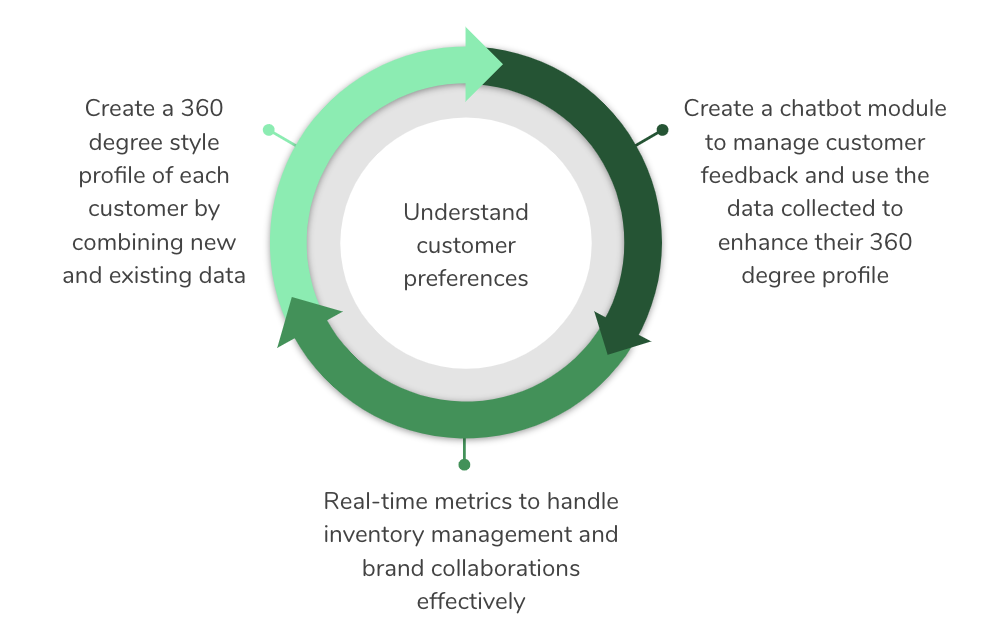 Create a 360
degree style
profile of each
customer by
combining new
and existing data
Understand
customer
preferences
Create a chatbot module
to manage customer
feedback and use the
data collected to
enhance their 360
degree profile
Real-time metrics to handle
inventory management and
brand collaborations
effectively